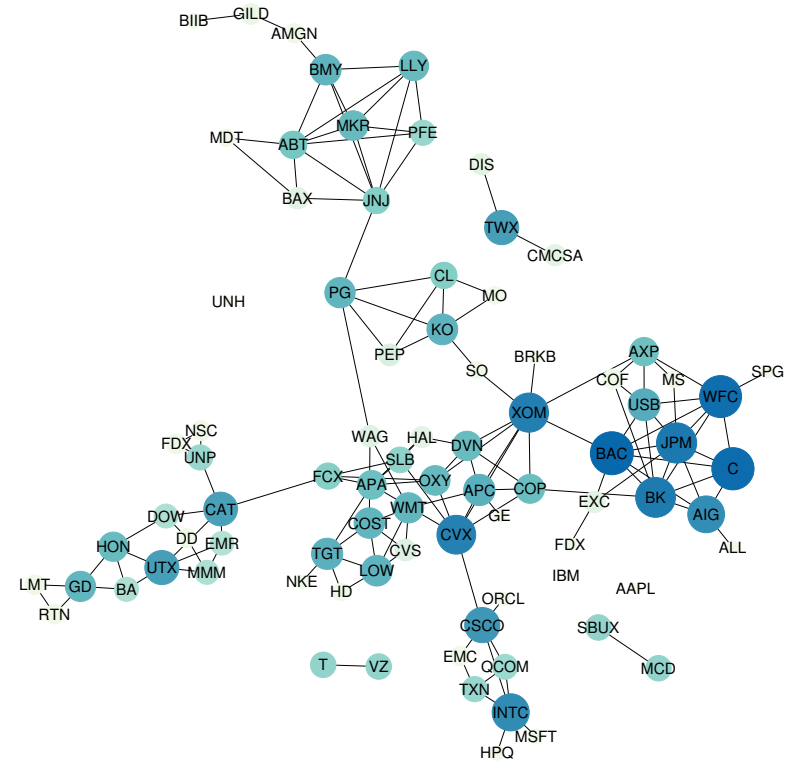 GILD
BIIB
AMGN
BMY
LLY
MKR
PFE
MDT
ABT
BAX
JNJ
DIS
TWX
CMCSA
CL
PG
MO
UNH
KO
PEP
BRKB
AXP
SO
COF
MS
SPG
WFC
USB
XOM
NSC
FDX
WAG
HAL
DVN
JPM
BAC
UNP
SLB
C
FCX
OXY
APA
APC
COP
BK
EXC
CAT
DOW
WMT
GE
AIG
COST
CVX
DD
EMR
HON
CVS
FDX
ALL
TGT
UTX
MMM
LOW
IBM
LMT
GD
BA
NKE
HD
AAPL
ORCL
RTN
CSCO
SBUX
EMC
T
VZ
QCOM
MCD
TXN
INTC
MSFT
HPQ